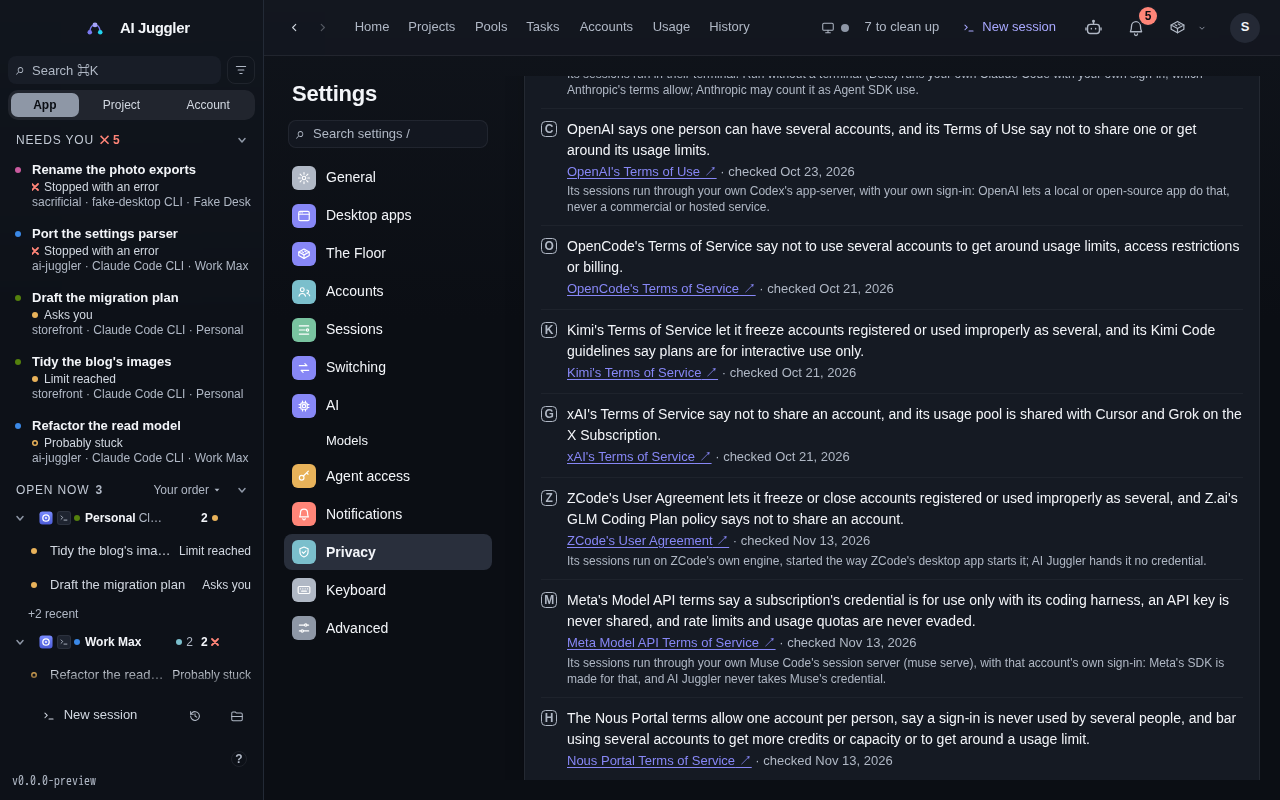 AI Juggler
Search ⌘K
App Project Account
NEEDS YOU 5
Rename the photo exports
Stopped with an error
sacrificial · fake-desktop CLI · Fake Desk
Port the settings parser
Stopped with an error
ai-juggler · Claude Code CLI · Work Max
Draft the migration plan
Asks you
storefront · Claude Code CLI · Personal
Tidy the blog's images
Limit reached
storefront · Claude Code CLI · Personal
Refactor the read model
Probably stuck
ai-juggler · Claude Code CLI · Work Max
OPEN NOW 3 Your order
Personal Cl… 2
Tidy the blog's ima… Limit reached
Draft the migration plan Asks you
+2 recent
Work Max 2 2
Refactor the read… Probably stuck
New session
?
v0.0.0-preview
Home Projects Pools Tasks Accounts Usage History
7 to clean up
New session
5
S
Settings
Search settings /
General
Desktop apps
The Floor
Accounts
Sessions
Switching
AI
Models
Agent access
Notifications
Privacy
Keyboard
Advanced
Its sessions run in their terminal. Run without a terminal (Beta) runs your own Claude Code with your own sign-in, which
Anthropic's terms allow; Anthropic may count it as Agent SDK use.
C OpenAI says one person can have several accounts, and its Terms of Use say not to share one or get
around its usage limits.
OpenAI's Terms of Use ↗ · checked Oct 23, 2026
Its sessions run through your own Codex's app-server, with your own sign-in: OpenAI lets a local or open-source app do that,
never a commercial or hosted service.
O OpenCode's Terms of Service say not to use several accounts to get around usage limits, access restrictions
or billing.
OpenCode's Terms of Service ↗ · checked Oct 21, 2026
K Kimi's Terms of Service let it freeze accounts registered or used improperly as several, and its Kimi Code
guidelines say plans are for interactive use only.
Kimi's Terms of Service ↗ · checked Oct 21, 2026
G xAI's Terms of Service say not to share an account, and its usage pool is shared with Cursor and Grok on the
X Subscription.
xAI's Terms of Service ↗ · checked Oct 21, 2026
Z ZCode's User Agreement lets it freeze or close accounts registered or used improperly as several, and Z.ai's
GLM Coding Plan policy says not to share an account.
ZCode's User Agreement ↗ · checked Nov 13, 2026
Its sessions run on ZCode's own engine, started the way ZCode's desktop app starts it; AI Juggler hands it no credential.
M Meta's Model API terms say a subscription's credential is for use only with its coding harness, an API key is
never shared, and rate limits and usage quotas are never evaded.
Meta Model API Terms of Service ↗ · checked Nov 13, 2026
Its sessions run through your own Muse Code's session server (muse serve), with that account's own sign-in: Meta's SDK is
made for that, and AI Juggler never takes Muse's credential.
H The Nous Portal terms allow one account per person, say a sign-in is never used by several people, and bar
using several accounts to get more credits or capacity or to get around a usage limit.
Nous Portal Terms of Service ↗ · checked Nov 13, 2026